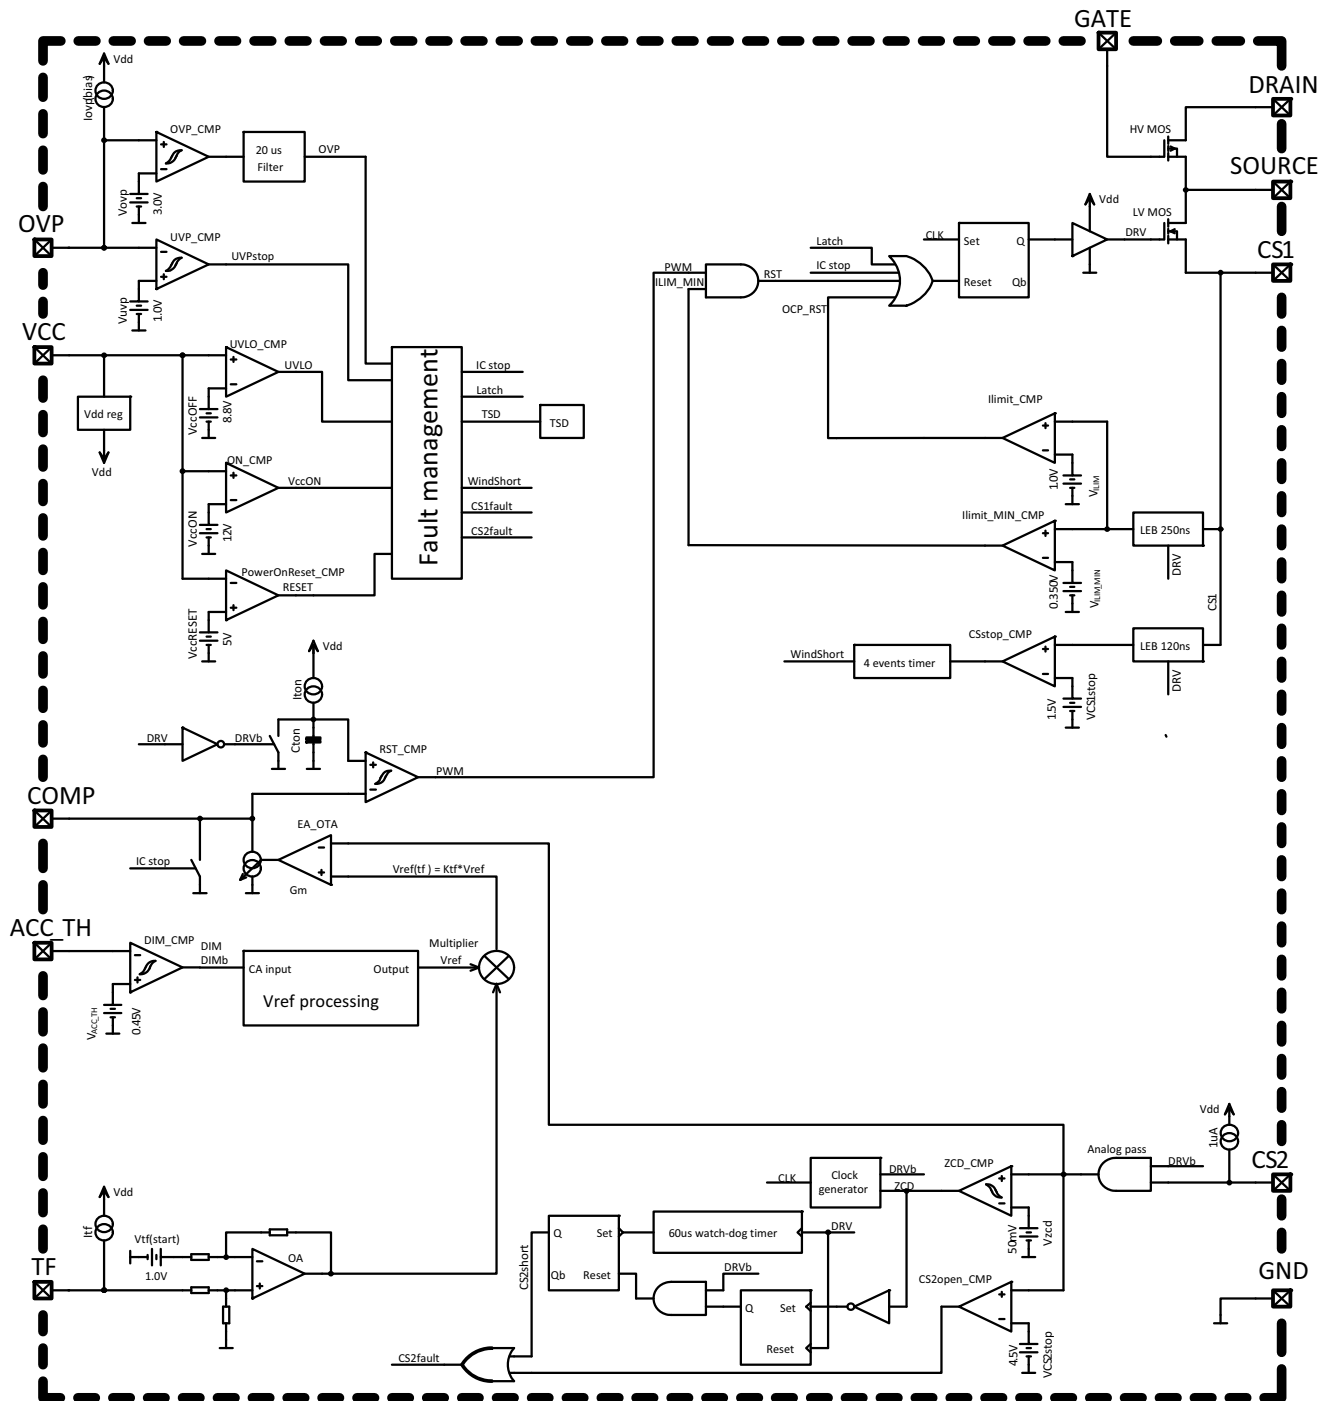 GATE
Vdd
DRAIN
Iovp(bias)
OVP_CMP
HV MOS
20 us
Filter
OVP
+
−
SOURCE
Vovp
3.0V
Vdd
LV MOS
OVP
UVP_CMP
UVPstop
CLK
Set
Q
DRV
Latch
CS1
+
−
PWM
ILIM_MIN
RST
IC stop
Reset
Qb
Vuvp
1.0V
OCP_RST
VCC
UVLO_CMP
UVLO
+
−
Fault management
IC stop
Latch
TSD
TSD
Vdd reg
VccOFF
8.8V
Ilimit_CMP
+
−
Vdd
ON_CMP
VccON
+
−
1.0V
VILIM
WindShort
CS1fault
CS2fault
VccON
12V
Ilimit_MIN_CMP
+
−
LEB 250ns
DRV
PowerOnReset_CMP
RESET
−
+
0.350V
VILIM_MIN
CS1
VccRESET
5V
CSstop_CMP
+
−
LEB 120ns
DRV
Vdd
WindShort
4 events timer
1.5V
VCS1stop
Iton
DRV
DRVb
Cton
RST_CMP
+
−
PWM
COMP
EA_OTA
−
+
IC stop
Vref(tf ) = Ktf*Vref
Gm
ACC_TH
DIM_CMP
DIM
DIMb
−
+
CA input
Output
Vref processing
Multiplier
Vref
VACC_TH
0.45V
Vdd
1uA
Analog pass
DRVb
CS2
ZCD_CMP
+
−
Clock
generator
CLK
DRVb
ZCD
Vdd
Itf
50mV
Vzcd
Vtf(start)
1.0V
OA
−
+
TF
Q
Set
Qb
Reset
60us watch-dog timer
DRV
CS2short
DRVb
CS2open_CMP
+
−
GND
Q
Set
Reset
4.5V
VCS2stop
CS2fault